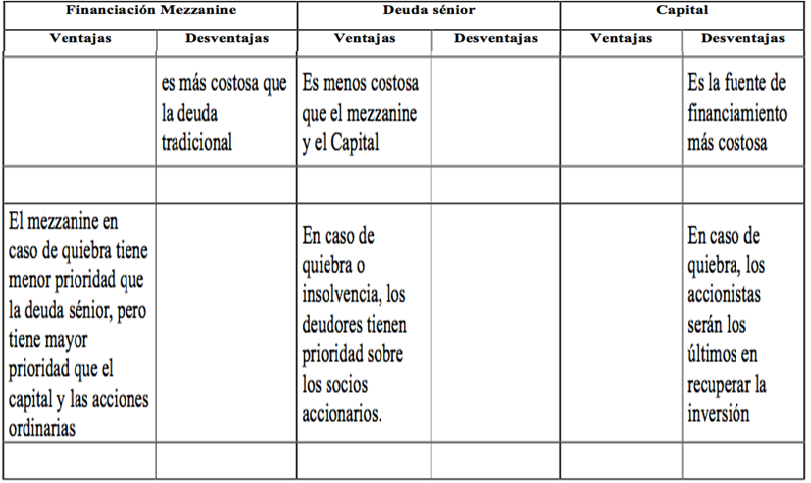 Financiación Mezzanine
Deuda sénior
Capital
Ventajas
Desventajas
Ventajas
Desventajas
Ventajas
Desventajas
es más costosa que
la deuda
tradicional
Es menos costosa
que el mezzanine
y el Capital
Es la fuente de
financiamiento
más costosa
El mezzanine en
caso de quiebra tiene
menor prioridad que
la deuda sénior, pero
tiene mayor
prioridad que el
capital y las acciones
ordinarias
En caso de
quiebra o
insolvencia, los
deudores tienen
prioridad sobre
los socios
accionarios.
En caso de
quiebra, los
accionistas
serán los
últimos en
recuperar la
inversión